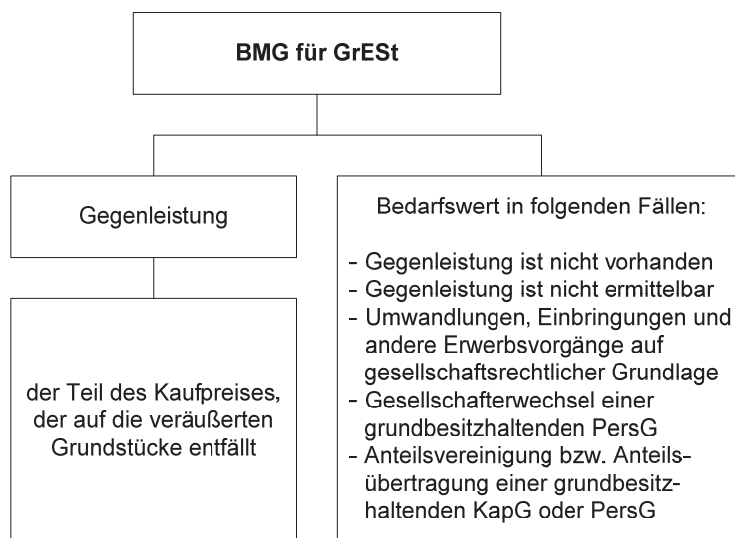 BMG für GrESt
Gegenleistung
der Teil des Kaufpreises,
der auf die veräußerten
Grundstücke entfällt
Bedarfswert in folgenden Fällen:
- Gegenleistung ist nicht vorhanden
- Gegenleistung ist nicht ermittelbar
- Umwandlungen, Einbringungen und
andere Erwerbsvorgänge auf
gesellschaftsrechtlicher Grundlage
- Gesellschafterwechsel einer
grundbesitzhaltenden PersG
- Anteilsvereinigung bzw. Anteils-
übertragung einer grundbesitz-
haltenden KapG oder PersG